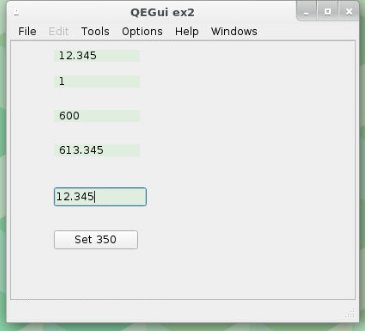 QEGui ex2
File Edit Tools Options Help Windows
12.345
1
600
613.345
12.345
Set 350